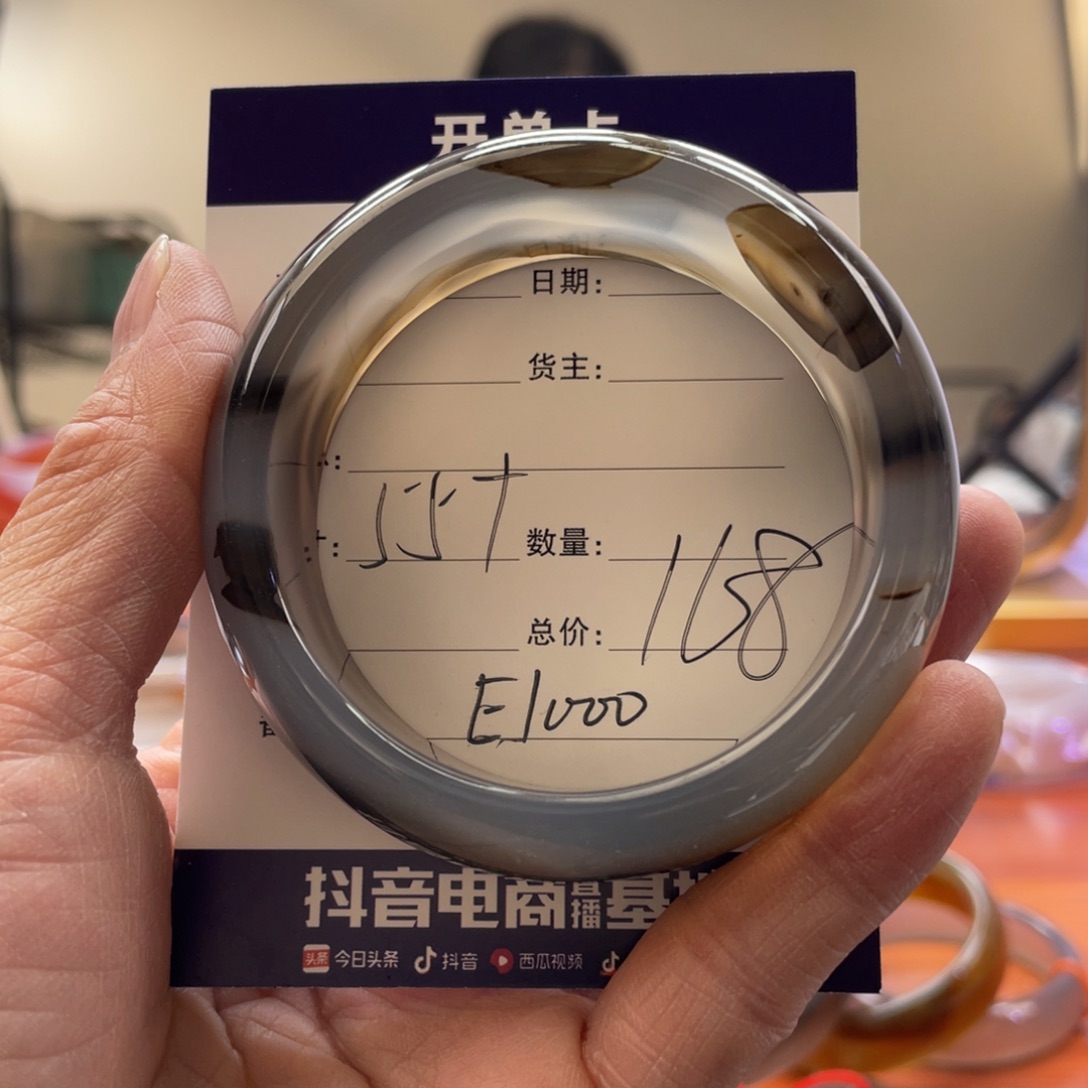 开单卡
日期:
货主:
数量: 168
总价:
E1000
抖音电商直播基地
今日头条 抖音 西瓜视频